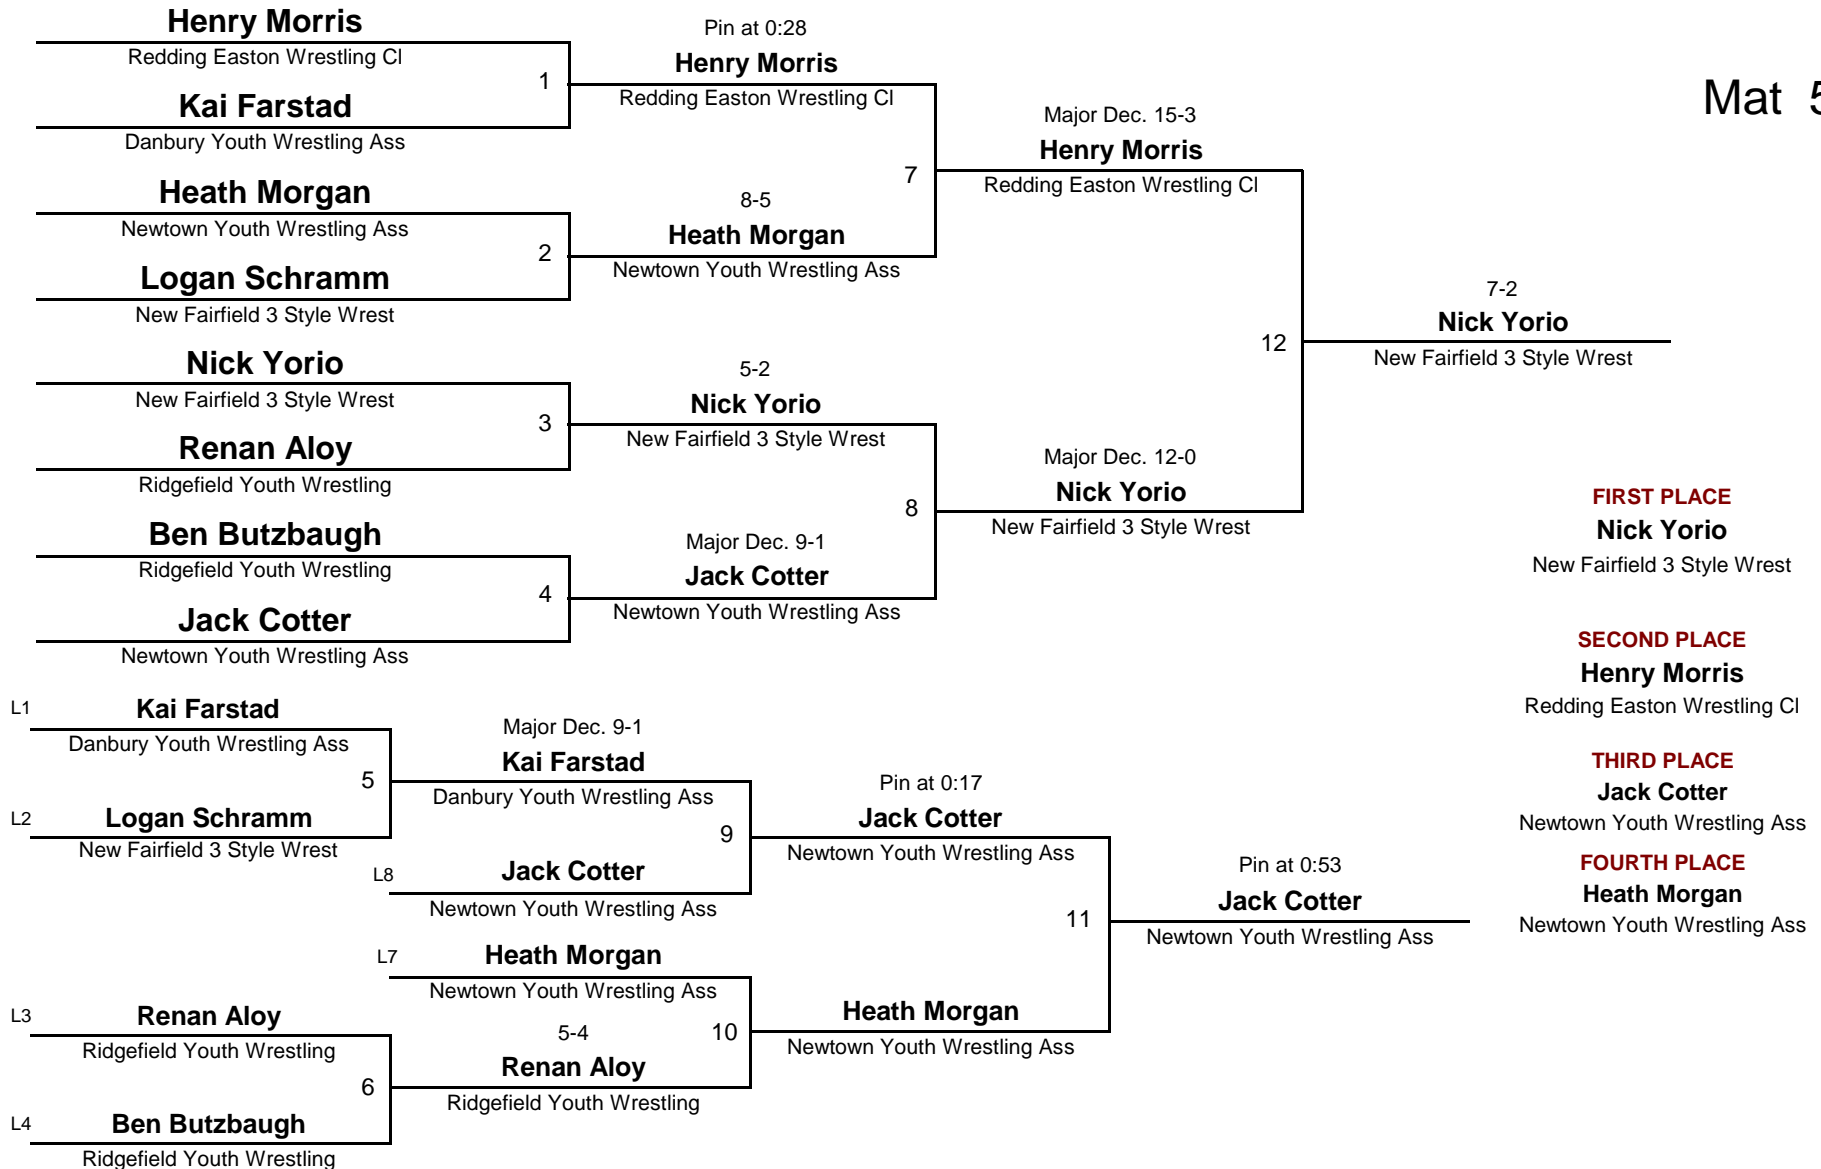 Henry Morris
Redding Easton Wrestling Cl
1
Kai Farstad
Danbury Youth Wrestling Ass
Heath Morgan
Newtown Youth Wrestling Ass
2
Logan Schramm
New Fairfield 3 Style Wrest
Nick Yorio
New Fairfield 3 Style Wrest
3
Renan Aloy
Ridgefield Youth Wrestling
Ben Butzbaugh
Ridgefield Youth Wrestling
4
Jack Cotter
Newtown Youth Wrestling Ass
Pin at 0:28
Henry Morris
Redding Easton Wrestling Cl
7
8-5
Heath Morgan
Newtown Youth Wrestling Ass
5-2
Nick Yorio
New Fairfield 3 Style Wrest
8
Major Dec. 9-1
Jack Cotter
Newtown Youth Wrestling Ass
Major Dec. 15-3
Henry Morris
Redding Easton Wrestling Cl
12
Major Dec. 12-0
Nick Yorio
New Fairfield 3 Style Wrest
7-2
Nick Yorio
New Fairfield 3 Style Wrest
Mat 5
L1
Kai Farstad
Danbury Youth Wrestling Ass
5
L2
Logan Schramm
New Fairfield 3 Style Wrest
L3
Renan Aloy
Ridgefield Youth Wrestling
6
L4
Ben Butzbaugh
Ridgefield Youth Wrestling
Major Dec. 9-1
Kai Farstad
Danbury Youth Wrestling Ass
9
L8
Jack Cotter
Newtown Youth Wrestling Ass
L7
Heath Morgan
Newtown Youth Wrestling Ass
10
5-4
Renan Aloy
Ridgefield Youth Wrestling
Pin at 0:17
Jack Cotter
Newtown Youth Wrestling Ass
11
Heath Morgan
Newtown Youth Wrestling Ass
Pin at 0:53
Jack Cotter
Newtown Youth Wrestling Ass
FIRST PLACE
Nick Yorio
New Fairfield 3 Style Wrest
SECOND PLACE
Henry Morris
Redding Easton Wrestling Cl
THIRD PLACE
Jack Cotter
Newtown Youth Wrestling Ass
FOURTH PLACE
Heath Morgan
Newtown Youth Wrestling Ass